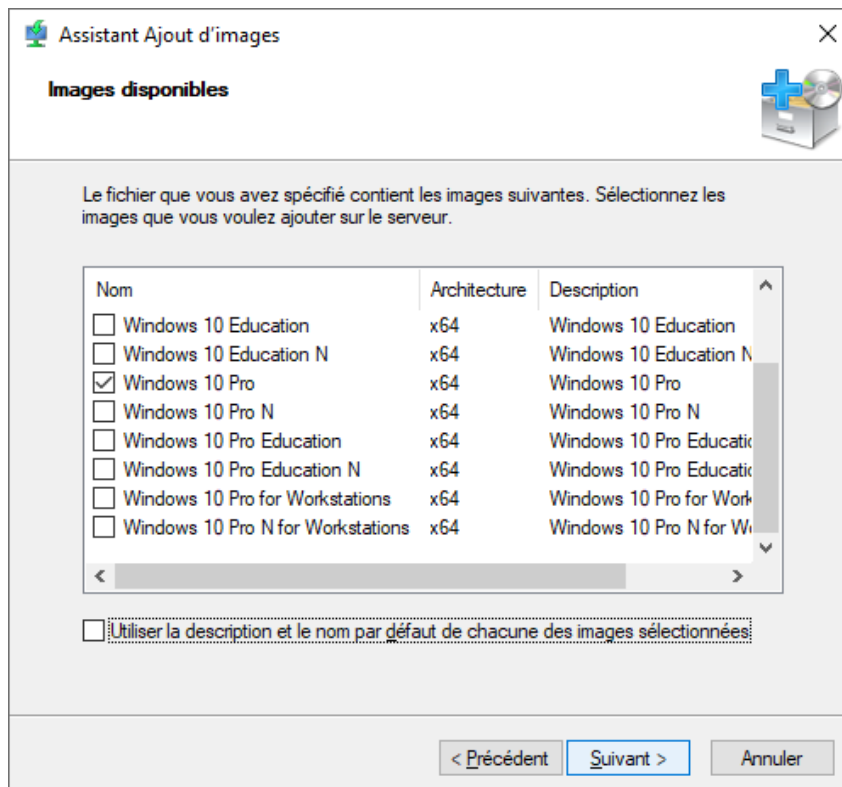 Assistant Ajout d'images
Images disponibles
Le fichier que vous avez spécifié contient les images suivantes. Sélectionnez les
images que vous voulez ajouter sur le serveur.
Nom Architecture Description
Windows 10 Education x64 Windows 10 Education
Windows 10 Education N x64 Windows 10 Education N
Windows 10 Pro x64 Windows 10 Pro
Windows 10 Pro N x64 Windows 10 Pro N
Windows 10 Pro Education x64 Windows 10 Pro Educatic
Windows 10 Pro Education N x64 Windows 10 Pro Educatic
Windows 10 Pro for Workstations x64 Windows 10 Pro for Work
Windows 10 Pro N for Workstations x64 Windows 10 Pro N for W
Utiliser la description et le nom par défaut de chacune des images sélectionnées
< Précédent Suivant > Annuler